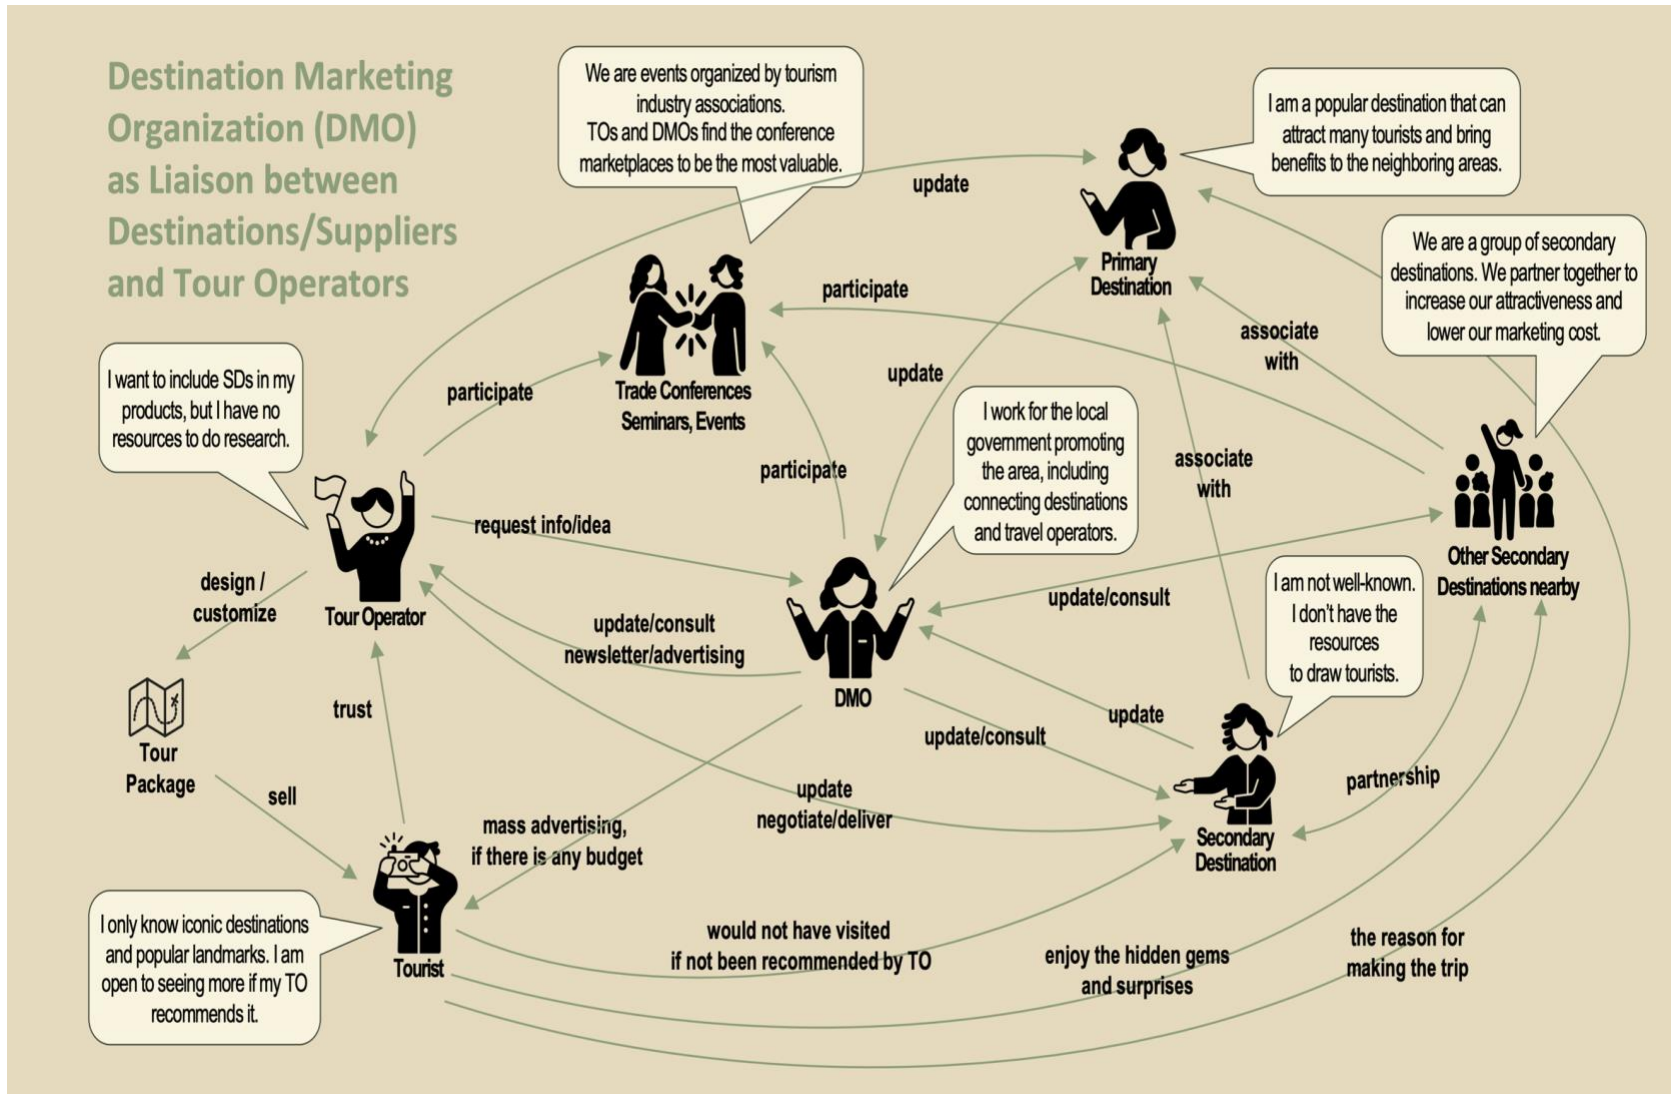 Destination Marketing
Organization (DMO)
as Liaison between
Destinations/Suppliers
and Tour Operators
We are events organized by tourism
industry associations.
TOs and DMOs find the conference
marketplaces to be the most valuable.
I am a popular destination that can
attract many tourists and bring
benefits to the neighboring areas.
update
Primary
Destination
We are a group of secondary
destinations. We partner together to
increase our attractiveness and
lower our marketing cost.
participate
associate
with
Trade Conferences
Seminars, Events
update
I want to include SDs in my
products, but I have no
resources to do research.
participate
I work for the local
government promoting
the area, including
connecting destinations
and travel operators.
participate
associate
with
request info/idea
Other Secondary
Destinations nearby
design /
customize
Tour Operator
I am not well-known.
I don't have the
resources
to draw tourists.
update/consult
update/consult
newsletter/advertising
DMO
trust
update
update/consult
Tour
Package
sell
partnership
update
negotiate/deliver
mass advertising,
if there is any budget
Secondary
Destination
I only know iconic destinations
and popular landmarks. I am
open to seeing more if my TO
recommends it.
Tourist
would not have visited
if not been recommended by TO
enjoy the hidden gems
and surprises
the reason for
making the trip